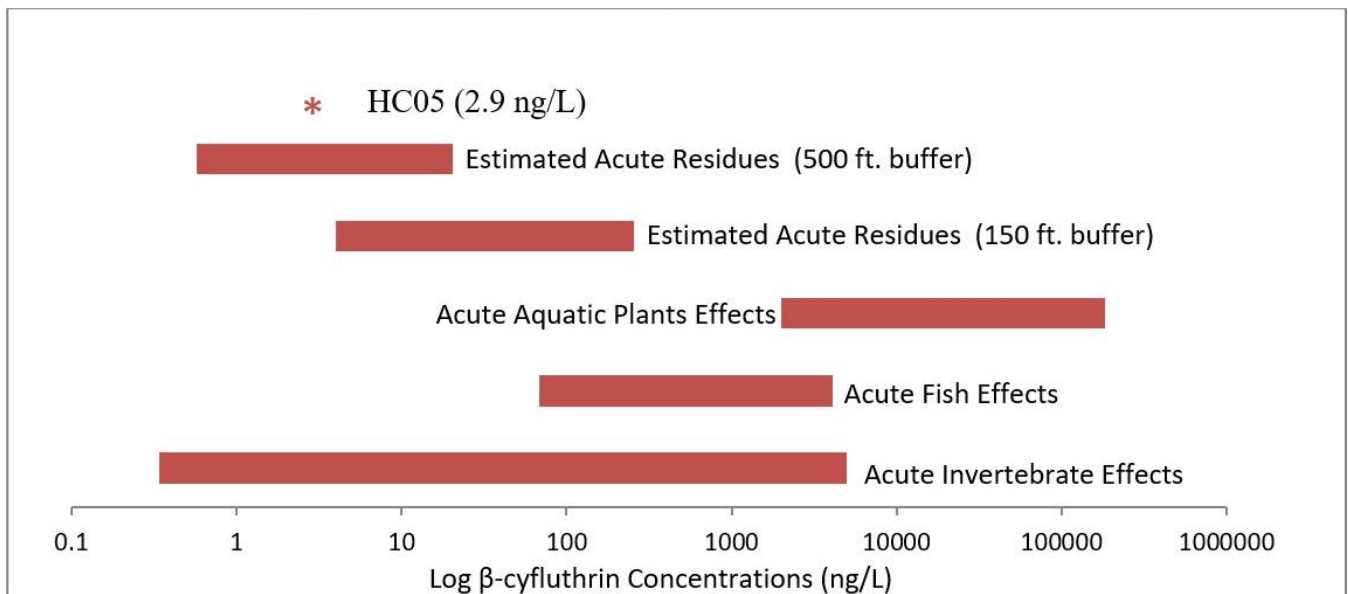 * HC05 (2.9 ng/L)
Estimated Acute Residues (500 ft. buffer)
Estimated Acute Residues (150 ft. buffer)
Acute Aquatic Plants Effects
Acute Fish Effects
Acute Invertebrate Effects
0.1 1 10 100 1000 10000 100000 1000000
Log β-cyfluthrin Concentrations (ng/L)